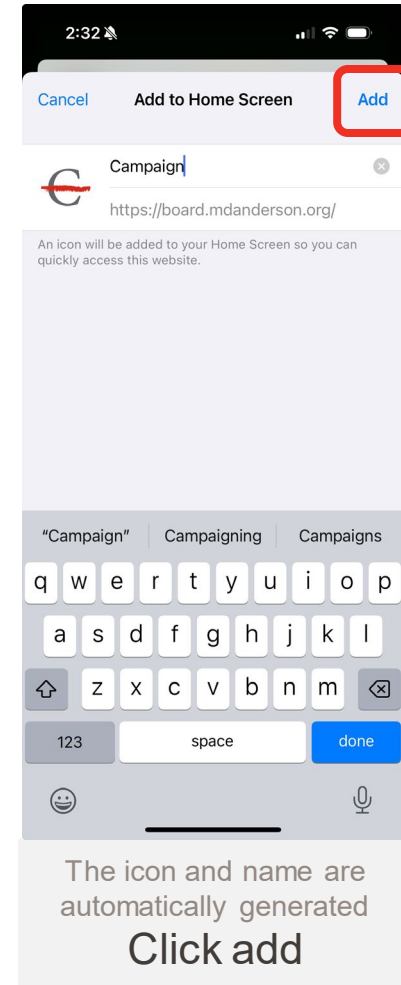 2:32
Cancel Add to Home Screen Add
C
Campaign
https://board.mdanderson.org/
An icon will be added to your Home Screen so you can
quickly access this website.
"Campaign" Campaigning Campaigns
q w e r t y u i o p
a s d f g h j k l
z x c v b n m
123 space done
The icon and name are
automatically generated
Click add